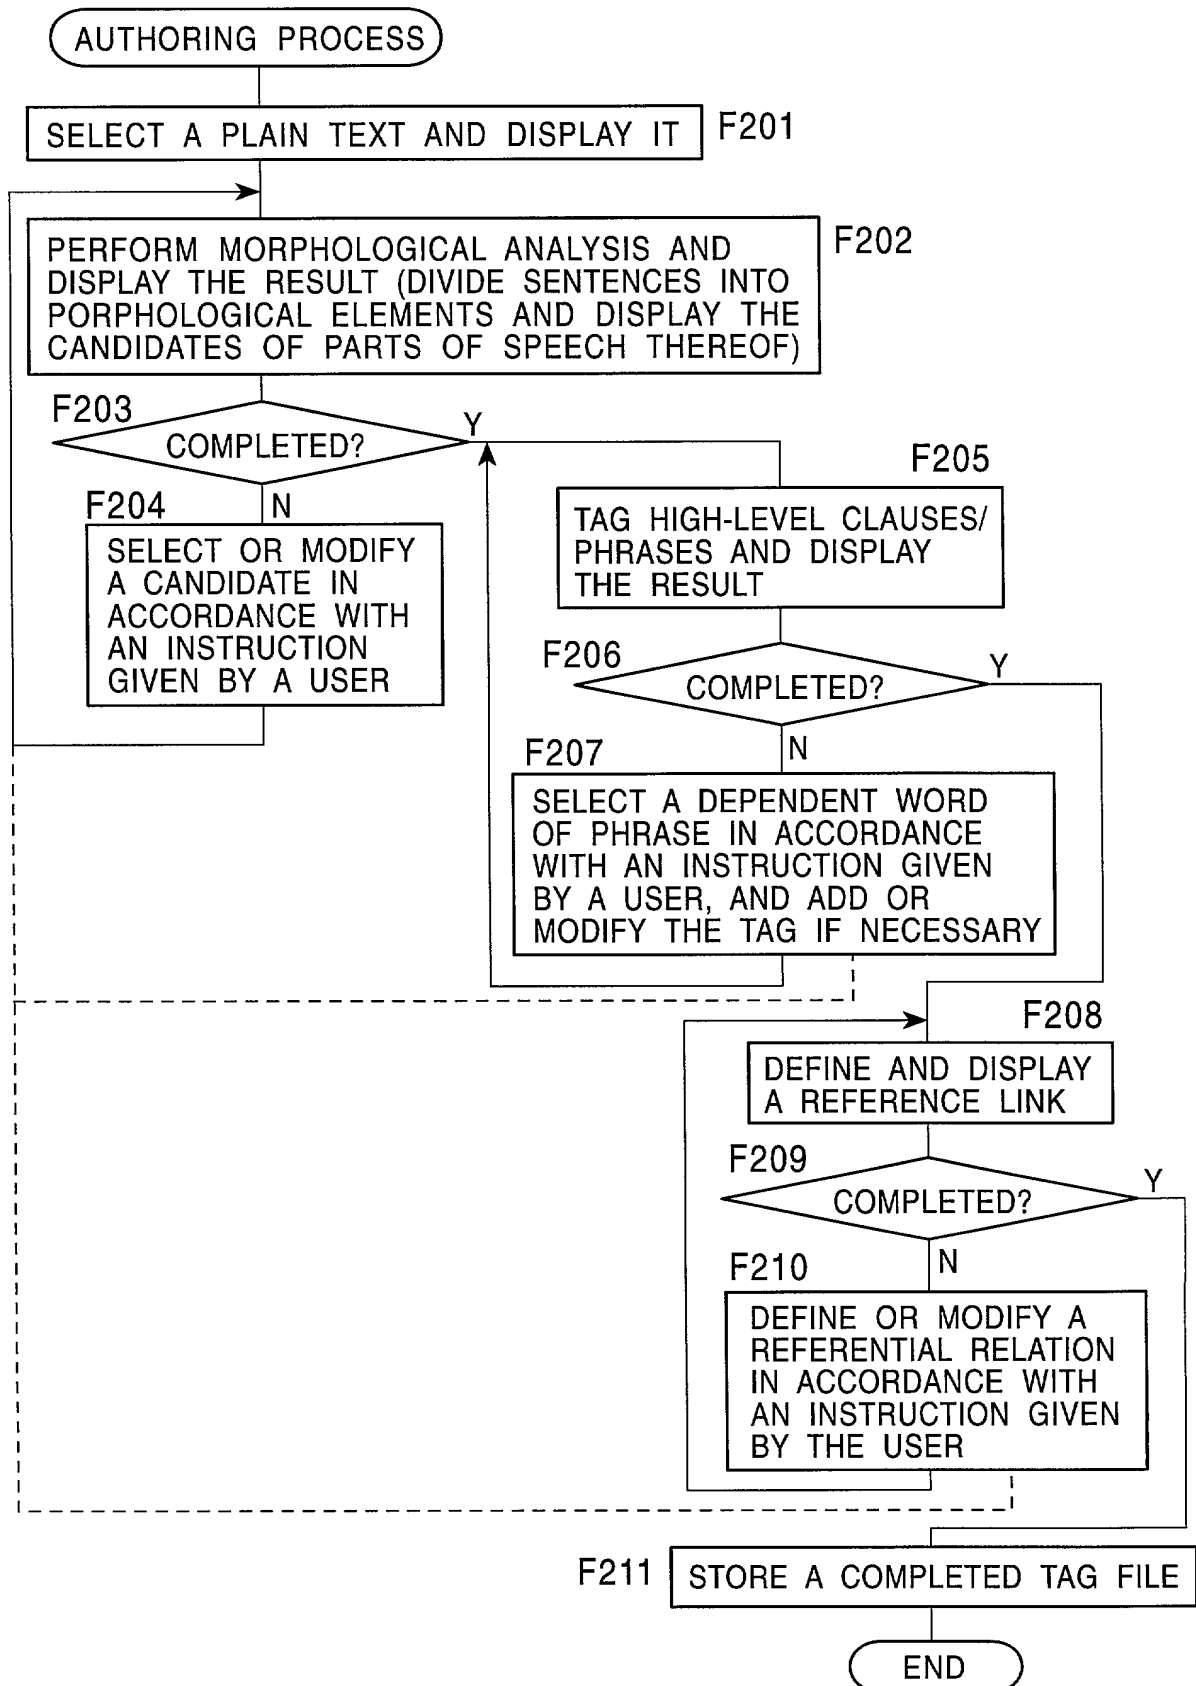 AUTHORING PROCESS
SELECT A PLAIN TEXT AND DISPLAY IT
F201
PERFORM MORPHOLOGICAL ANALYSIS AND
DISPLAY THE RESULT (DIVIDE SENTENCES INTO
PORPHOLOGICAL ELEMENTS AND DISPLAY THE
CANDIDATES OF PARTS OF SPEECH THEREOF)
F202
F203
COMPLETED?
Y
N
F204
SELECT OR MODIFY
A CANDIDATE IN
ACCORDANCE WITH
AN INSTRUCTION
GIVEN BY A USER
F205
TAG HIGH-LEVEL CLAUSES/
PHRASES AND DISPLAY
THE RESULT
F206
COMPLETED?
Y
N
F207
SELECT A DEPENDENT WORD
OF PHRASE IN ACCORDANCE
WITH AN INSTRUCTION GIVEN
BY A USER, AND ADD OR
MODIFY THE TAG IF NECESSARY
F208
DEFINE AND DISPLAY
A REFERENCE LINK
F209
COMPLETED?
Y
N
F210
DEFINE OR MODIFY A
REFERENTIAL RELATION
IN ACCORDANCE WITH
AN INSTRUCTION GIVEN
BY THE USER
F211
STORE A COMPLETED TAG FILE
END